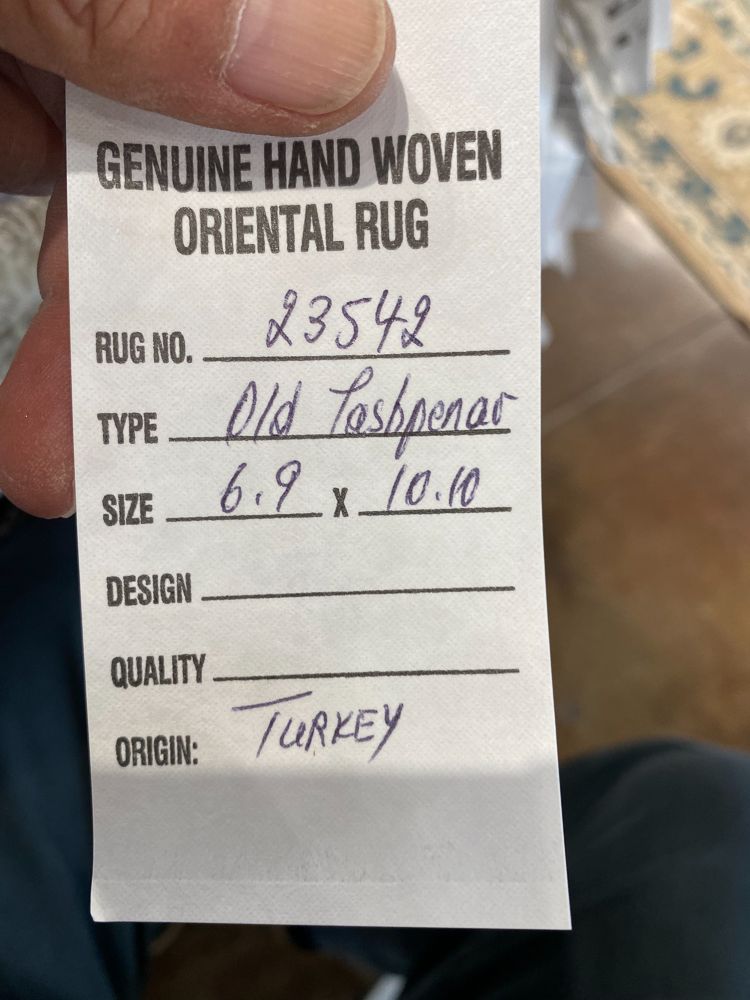 GENUINE HAND WOVEN
ORIENTAL RUG
RUG NO. 23542
TYPE Old Tashpenar
SIZE 6.9 X 10.10
DESIGN
QUALITY
ORIGIN: TURKEY